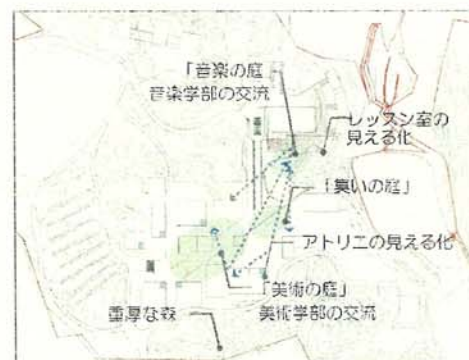 「音楽の庭
音楽学部の交流
レッスン室の
見える化
「集いの庭」
アトリエの見える化
「美術の庭」
美術学部の交流
重厚な森